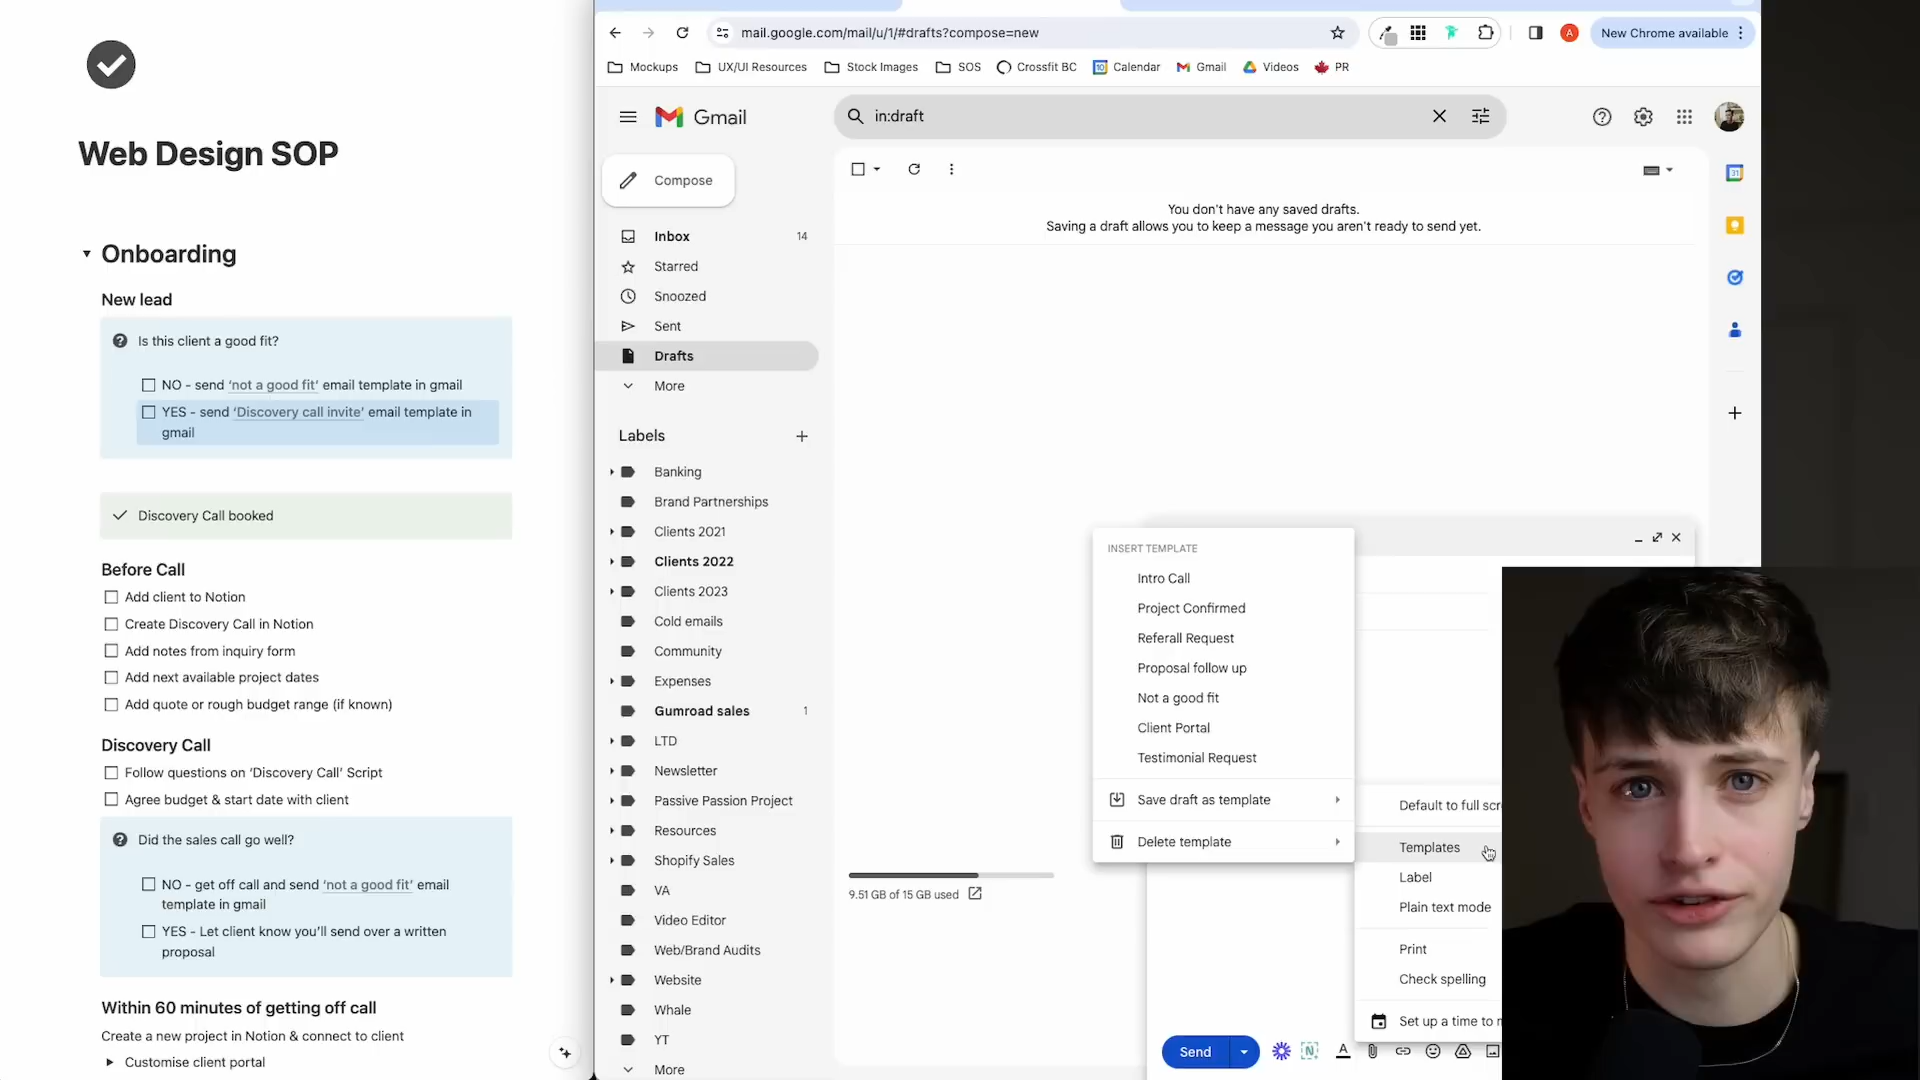 Web Design SOP
Onboarding
New lead
Is this client a good fit?
NO - send ‘not a good fit’ email template in gmail
YES - send ‘Discovery call invite’ email template in
gmail
Discovery Call booked
Before Call
Add client to Notion
Create Discovery Call in Notion
Add notes from inquiry form
Add next available project dates
Add quote or rough budget range (if known)
Discovery Call
Follow questions on ‘Discovery Call’ Script
Agree budget & start date with client
Did the sales call go well?
NO - get off call and send ‘not a good fit’ email
template in gmail
YES - Let client know you’ll send over a written
proposal
Within 60 minutes of getting off call
Create a new project in Notion & connect to client
Customise client portal
mail.google.com/mail/u/1/#drafts?compose=new
A
New Chrome available
Mockups
UX/UI Resources
Stock Images
SOS
Crossfit BC
Calendar
Gmail
Videos
PR
Gmail
in:draft
Compose
Inbox 14
Starred
Snoozed
Sent
Drafts
More
Labels
Banking
Brand Partnerships
Clients 2021
Clients 2022
Clients 2023
Cold emails
Community
Expenses
Gumroad sales 1
LTD
Newsletter
Passive Passion Project
Resources
Shopify Sales
VA
Video Editor
Web/Brand Audits
Website
Whale
YT
More
You don't have any saved drafts.
Saving a draft allows you to keep a message you aren't ready to send yet.
9.51 GB of 15 GB used
INSERT TEMPLATE
Intro Call
Project Confirmed
Referall Request
Proposal follow up
Not a good fit
Client Portal
Testimonial Request
Save draft as template
Delete template
Default to full scr
Templates
Label
Plain text mode
Print
Check spelling
Set up a time to
Send
31